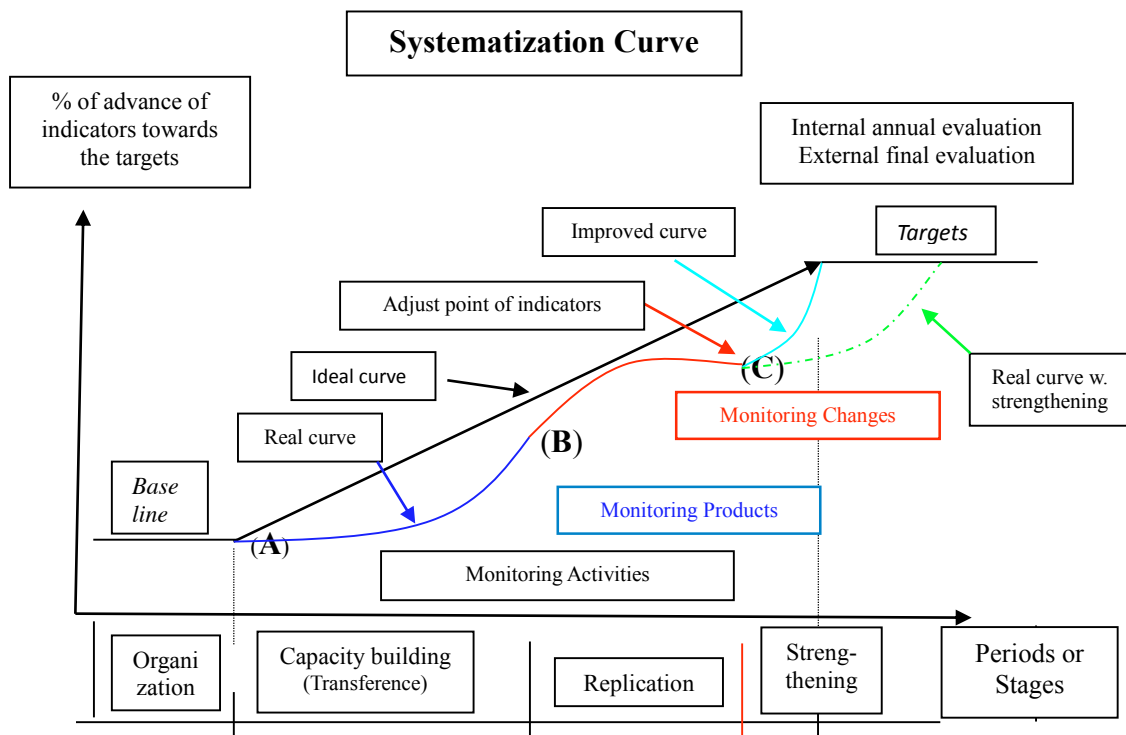 Systematization Curve
% of advance of
indicators towards
the targets
Internal annual evaluation
External final evaluation
Improved curve
Targets
Adjust point of indicators
Ideal curve
(C)
Real curve w.
strengthening
Monitoring Changes
Real curve
(B)
Base
line
Monitoring Products
(A)
Monitoring Activities
Organi
zation
Capacity building
(Transference)
Replication
Streng-
thening
Periods or
Stages